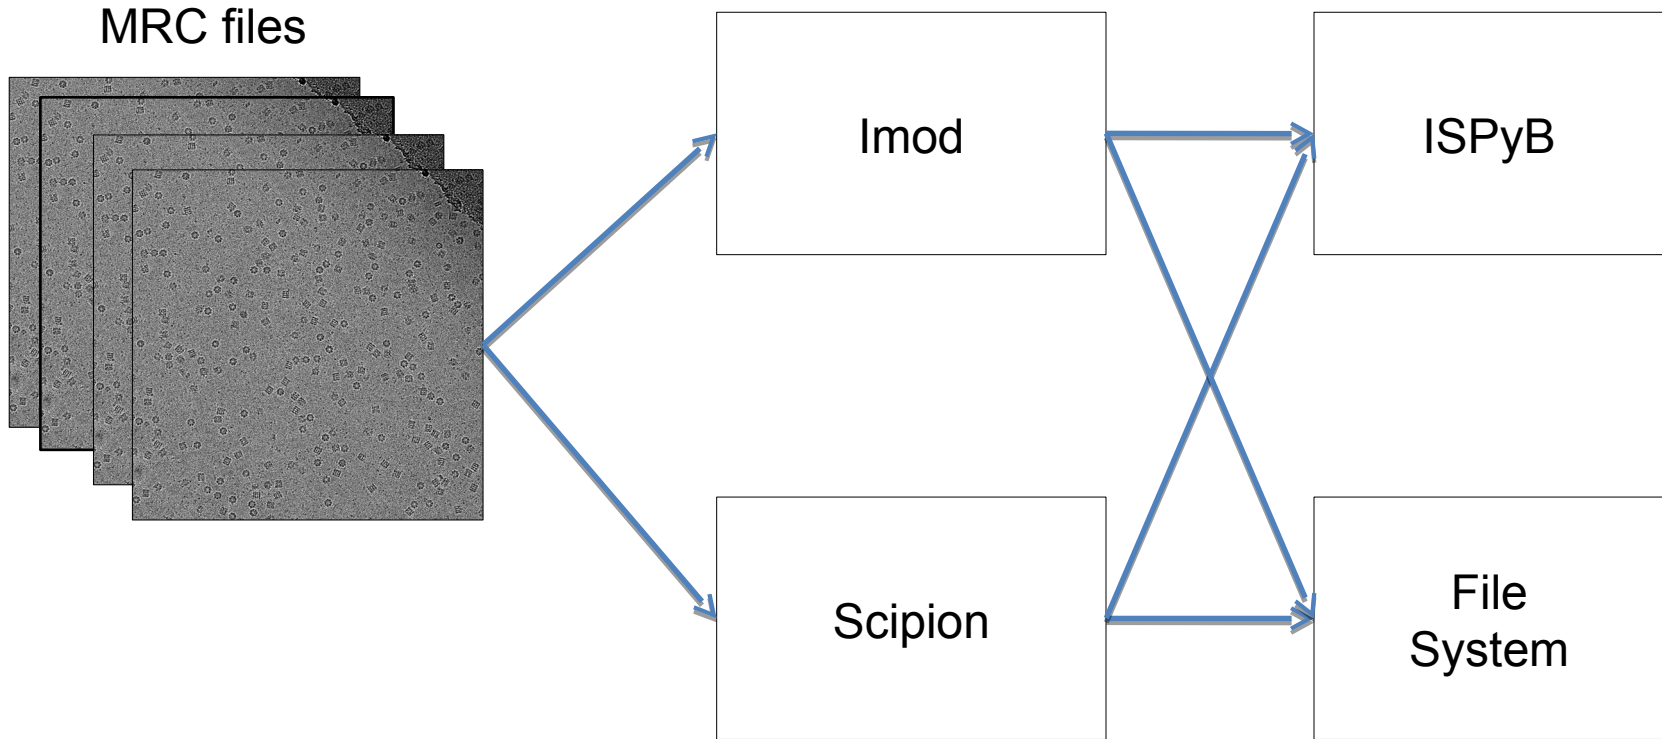 MRC files
Imod
ISPyB
Scipion
File
System